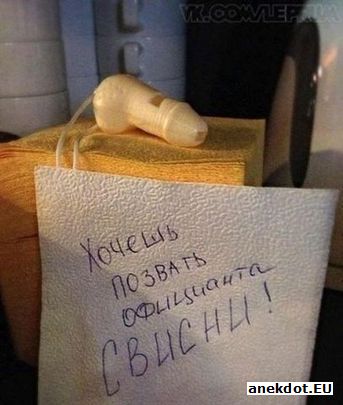 VK.COM/LEPRUM
Хочешь
позвать
официанта
СВИСНИ!
anekdot.EU